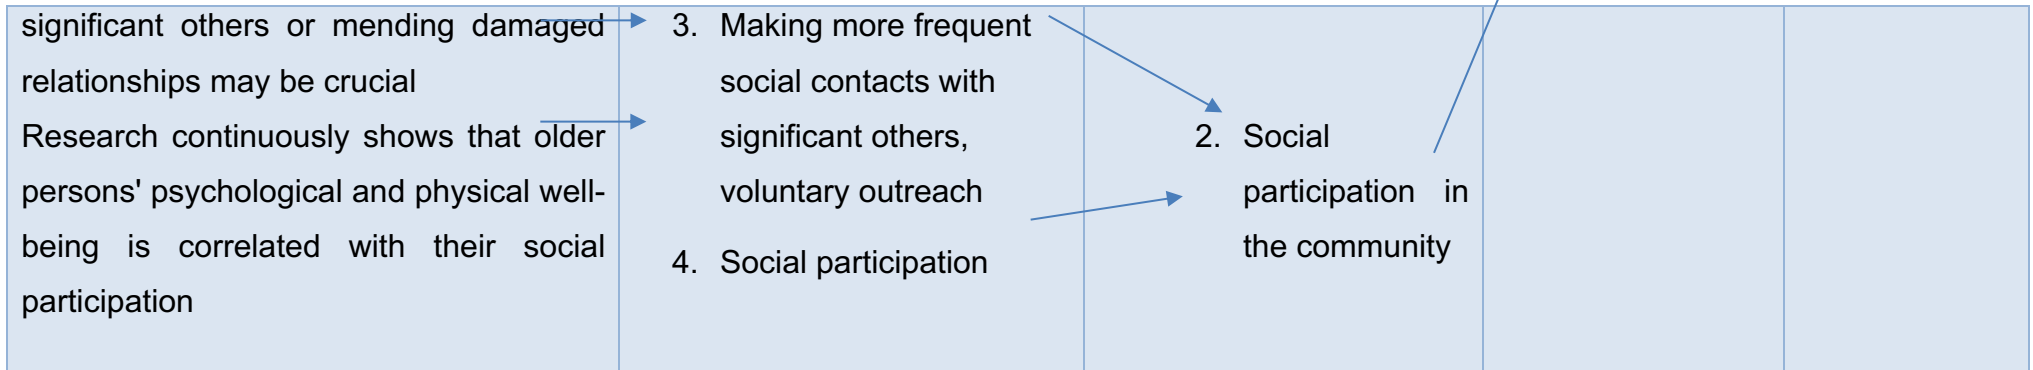 significant others or mending damaged
relationships may be crucial
Research continuously shows that older
persons' psychological and physical well-
being is correlated with their social
participation
3. Making more frequent
social contacts with
significant others,
voluntary outreach
4. Social participation
2. Social
participation in
the community